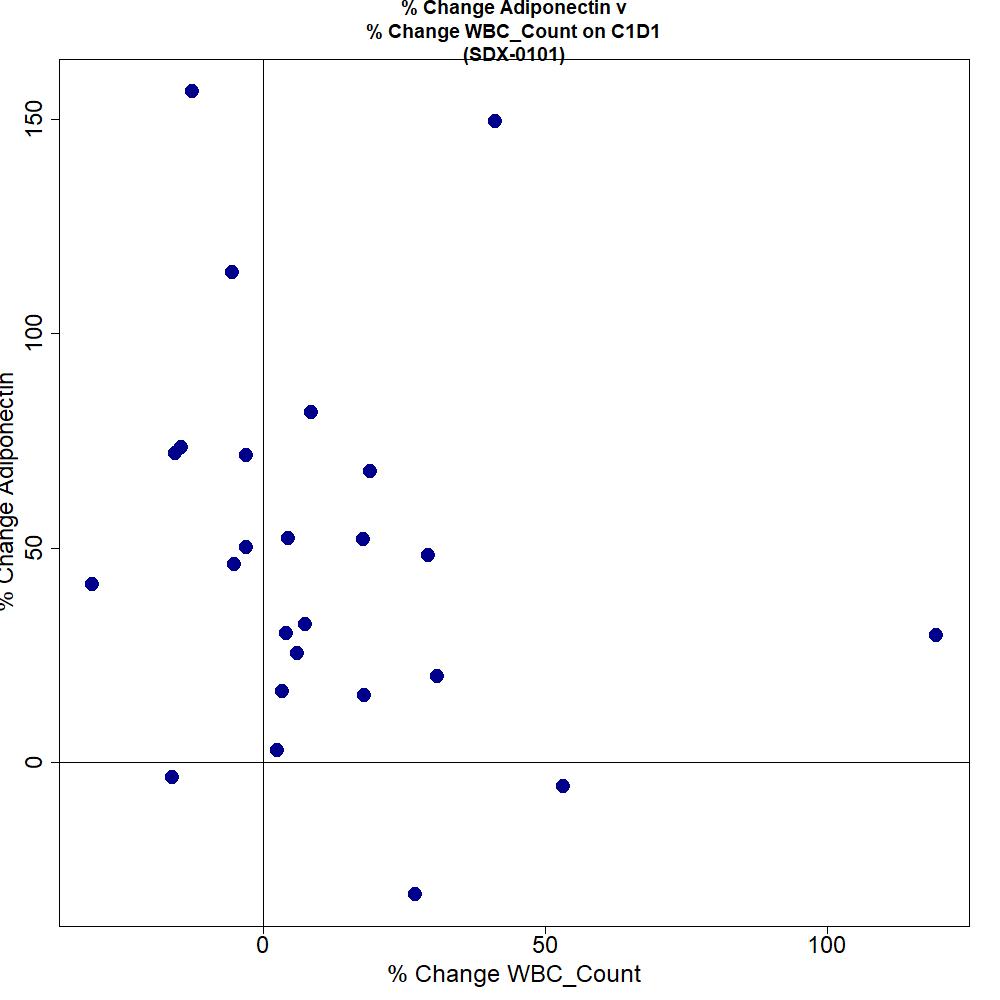 % Change Adiponectin v
% Change WBC_Count on C1D1
(SDX-0101)
% Change Adiponectin
150
100
50
0
0
50
100
% Change WBC_Count